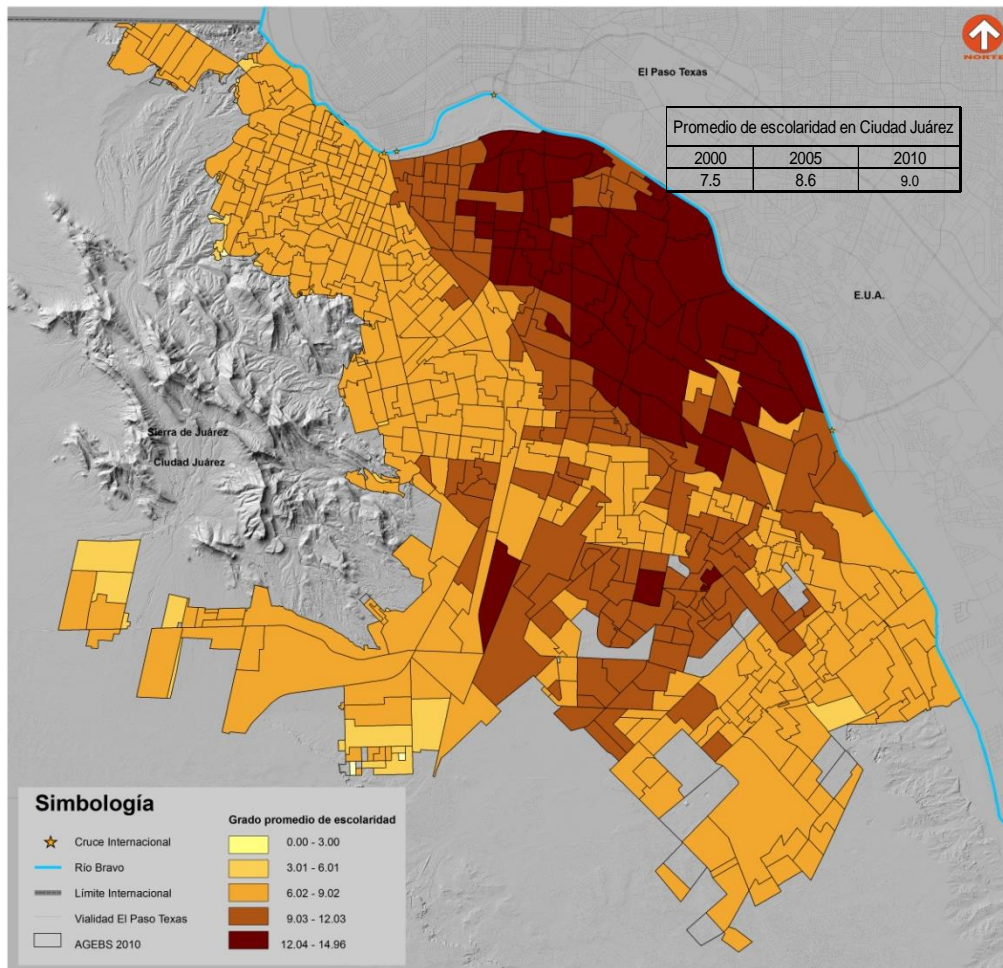 NORTE
El Paso Texas
Promedio de escolaridad en Ciudad Juárez
2000 2005 2010
7.5 8.6 9.0
E.U.A.
Sierra de Juárez
Ciudad Juárez
Simbología
Grado promedio de escolaridad
Cruce Internacional 0.00 - 3.00
Río Bravo 3.01 - 6.01
Límite Internacional 6.02 - 9.02
Vialidad El Paso Texas 9.03 - 12.03
AGEBS 2010 12.04 - 14.96